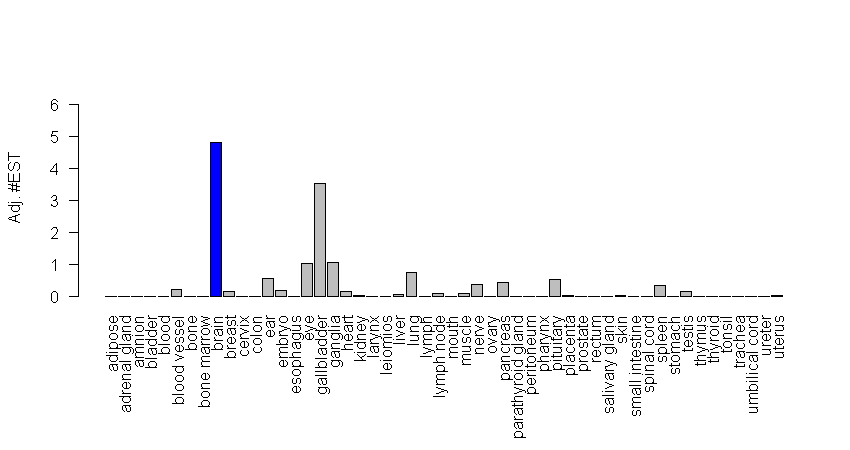 Adj. #EST
6
5
4
3
2
1
0
adipose
adrenal gland
amnion
bladder
blood
blood vessel
bone
bone marrow
brain
breast
cervix
colon
ear
embryo
esophagus
eye
gallbladder
ganglia
heart
kidney
larynx
leiomios
liver
lung
lymph
lymph node
mouth
muscle
nerve
ovary
pancreas
parathyroid gland
peritoneum
pharynx
pituitary
placenta
prostate
rectum
salivary gland
skin
small intestine
spinal cord
spleen
stomach
testis
thymus
thyroid
tonsil
trachea
umbilical cord
ureter
uterus